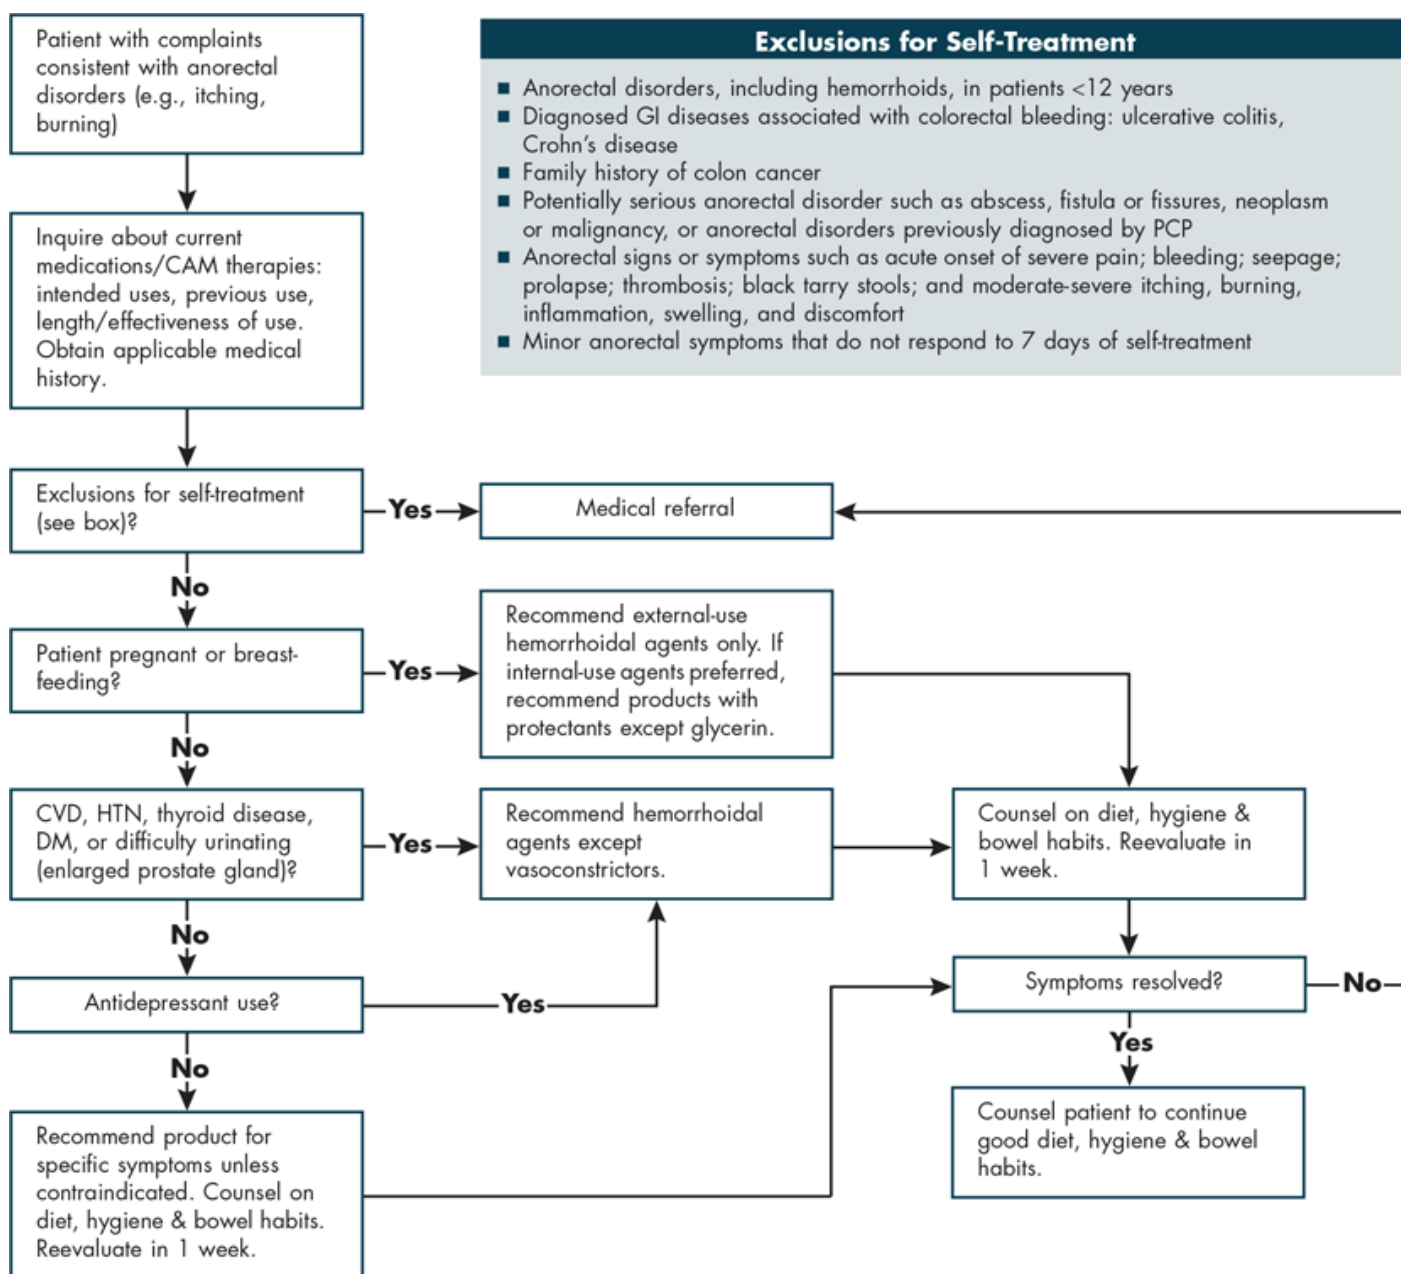 Patient with complaints
consistent with anorectal
disorders (e.g., itching,
burning)
Exclusions for Self-Treatment
■ Anorectal disorders, including hemorrhoids, in patients <12 years
■ Diagnosed GI diseases associated with colorectal bleeding: ulcerative colitis,
Crohn's disease
■ Family history of colon cancer
■ Potentially serious anorectal disorder such as abscess, fistula or fissures, neoplasm
or malignancy, or anorectal disorders previously diagnosed by PCP
■ Anorectal signs or symptoms such as acute onset of severe pain; bleeding; seepage;
prolapse; thrombosis; black tarry stools; and moderate-severe itching, burning,
inflammation, swelling, and discomfort
■ Minor anorectal symptoms that do not respond to 7 days of self-treatment
Inquire about current
medications/CAM therapies:
intended uses, previous use,
length/effectiveness of use.
Obtain applicable medical
history.
Exclusions for self-treatment
(see box)?
Yes
Medical referral
No
Patient pregnant or breast-
feeding?
Yes
Recommend external-use
hemorrhoidal agents only. If
internal-use agents preferred,
recommend products with
protectants except glycerin.
No
CVD, HTN, thyroid disease,
DM, or difficulty urinating
(enlarged prostate gland)?
Yes
Recommend hemorrhoidal
agents except
vasoconstrictors.
Counsel on diet, hygiene &
bowel habits. Reevaluate in
1 week.
No
Antidepressant use?
Yes
Symptoms resolved?
No
Yes
Counsel patient to continue
good diet, hygiene & bowel
habits.
No
Recommend product for
specific symptoms unless
contraindicated. Counsel on
diet, hygiene & bowel habits.
Reevaluate in 1 week.